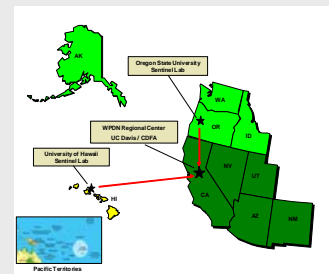 Oregon State University
Sentinel Lab
AK
WA
OR
ID
WPDN Regional Center
UC Davis / CDFA
University of Hawaii
Sentinel Lab
NV
UT
CA
HI
AZ
NM
Pacific Territories